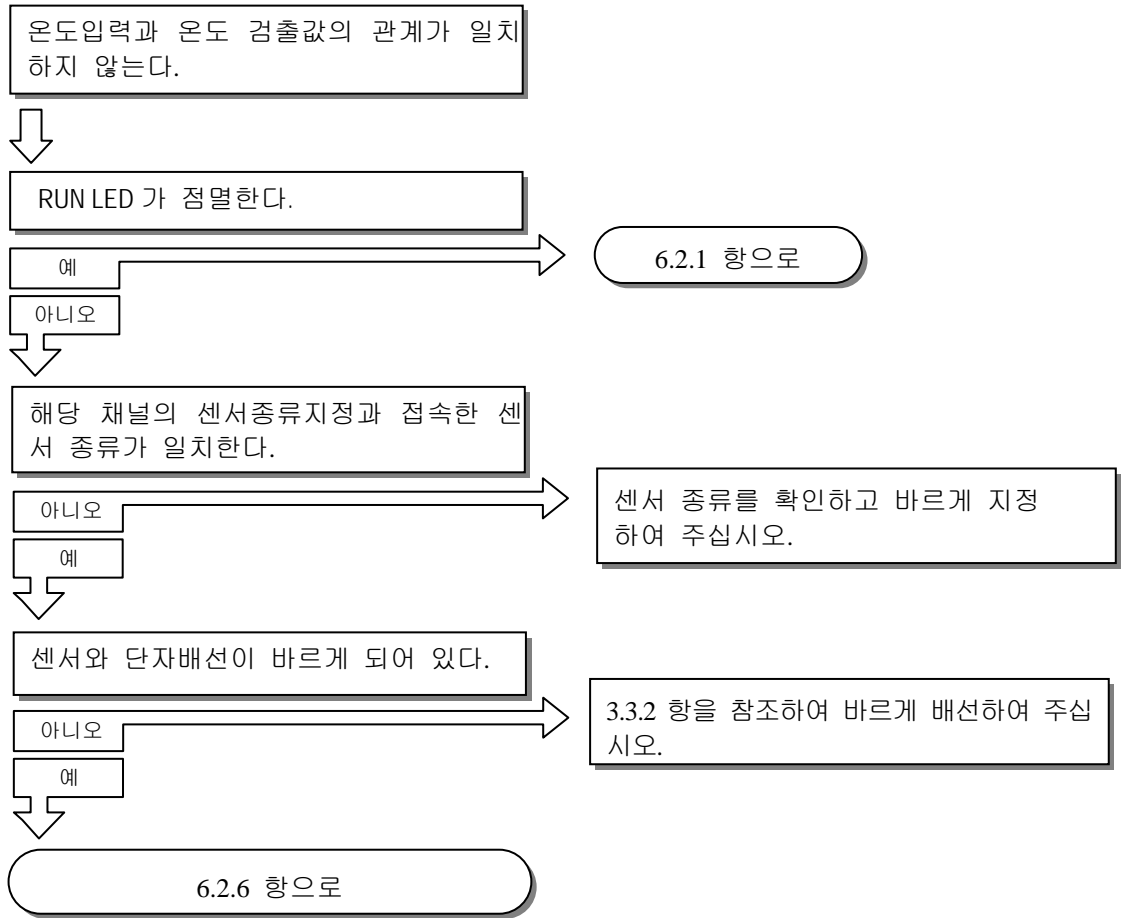 온도입력과 온도 검출값의 관계가 일치
하지 않는다.
RUN LED 가 점멸한다.
예
6.2.1 항으로
아니오
해당 채널의 센서종류지정과 접속한 센
서 종류가 일치한다.
아니오
센서 종류를 확인하고 바르게 지정
하여 주십시오.
예
센서와 단자배선이 바르게 되어 있다.
아니오
3.3.2 항을 참조하여 바르게 배선하여 주십
시오.
예
6.2.6 항으로